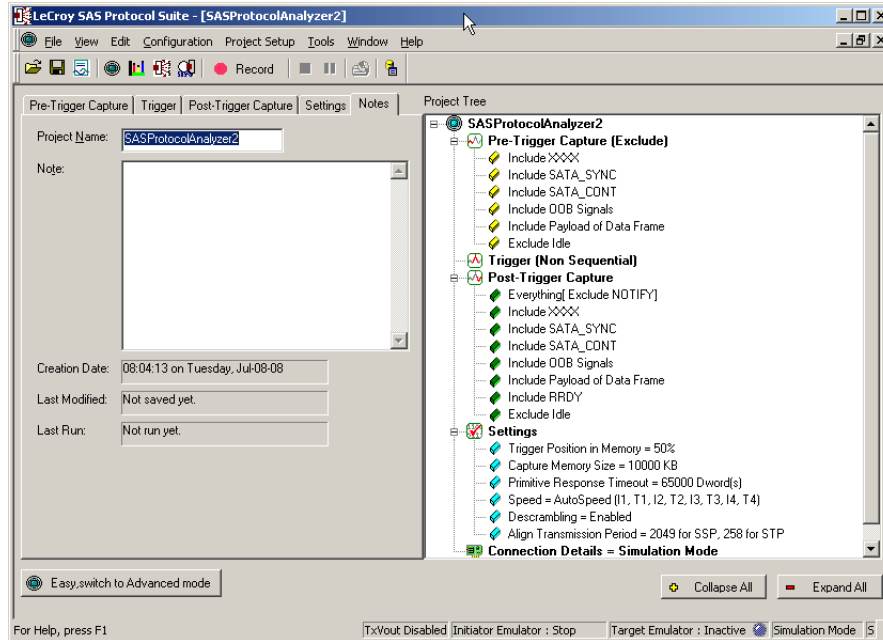 LeCroy SAS Protocol Suite - [SASProtocolAnalyzer2]
File View Edit Configuration Project Setup Tools Window Help
Record
Pre-Trigger Capture Trigger Post-Trigger Capture Settings Notes
Project Name: SASProtocolAnalyzer2
Note:
Creation Date: 08:04:13 on Tuesday, Jul-08-08
Last Modified: Not saved yet.
Last Run: Not run yet.
Easy,switch to Advanced mode
Project Tree
SASProtocolAnalyzer2
Pre-Trigger Capture (Exclude)
Include XXXX
Include SATA_SYNC
Include SATA_CONT
Include OOB Signals
Include Payload of Data Frame
Exclude Idle
Trigger (Non Sequential)
Post-Trigger Capture
Everything[ Exclude NOTIFY]
Include XXXX
Include SATA_SYNC
Include SATA_CONT
Include OOB Signals
Include Payload of Data Frame
Include RRDY
Exclude Idle
Settings
Trigger Position in Memory = 50%
Capture Memory Size = 10000 KB
Primitive Response Timeout = 65000 Dword(s)
Speed = AutoSpeed (I1, T1, I2, T2, I3, T3, I4, T4)
Descrambling = Enabled
Align Transmission Period = 2049 for SSP, 258 for STP
Connection Details = Simulation Mode
Collapse All Expand All
For Help, press F1 TxVout Disabled Initiator Emulator : Stop Target Emulator : Inactive Simulation Mode S